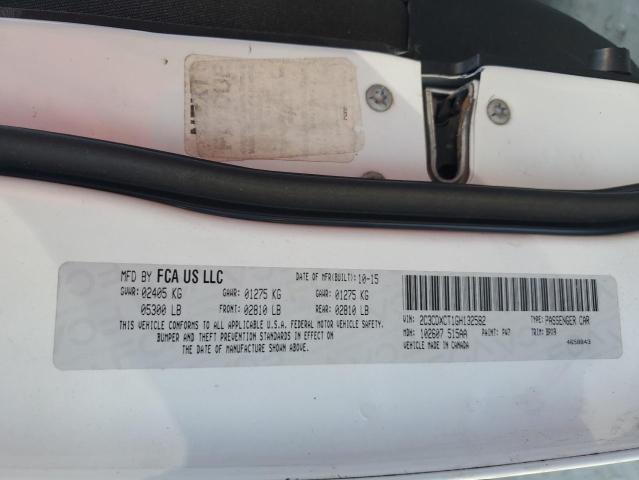 MFD BY FCA US LLC DATE OF MFR(BUILT): 10-15
GVWR: 02405 KG GAWR: 01275 KG GAWR: 01275 KG
05300 LB FRONT: 02810 LB REAR: 02810 LB
THIS VEHICLE CONFORMS TO ALL APPLICABLE U.S.A. FEDERAL MOTOR VEHICLE SAFETY,
BUMPER AND THEFT PREVENTION STANDARDS IN EFFECT ON
THE DATE OF MANUFACTURE SHOWN ABOVE.
VIN: 2C3CDXCT1GH132582 TYPE: PASSENGER CAR
MDH: 102607 515AA PAINT: PW7 TRIM: BPX9
VEHICLE MADE IN CANADA 4658843